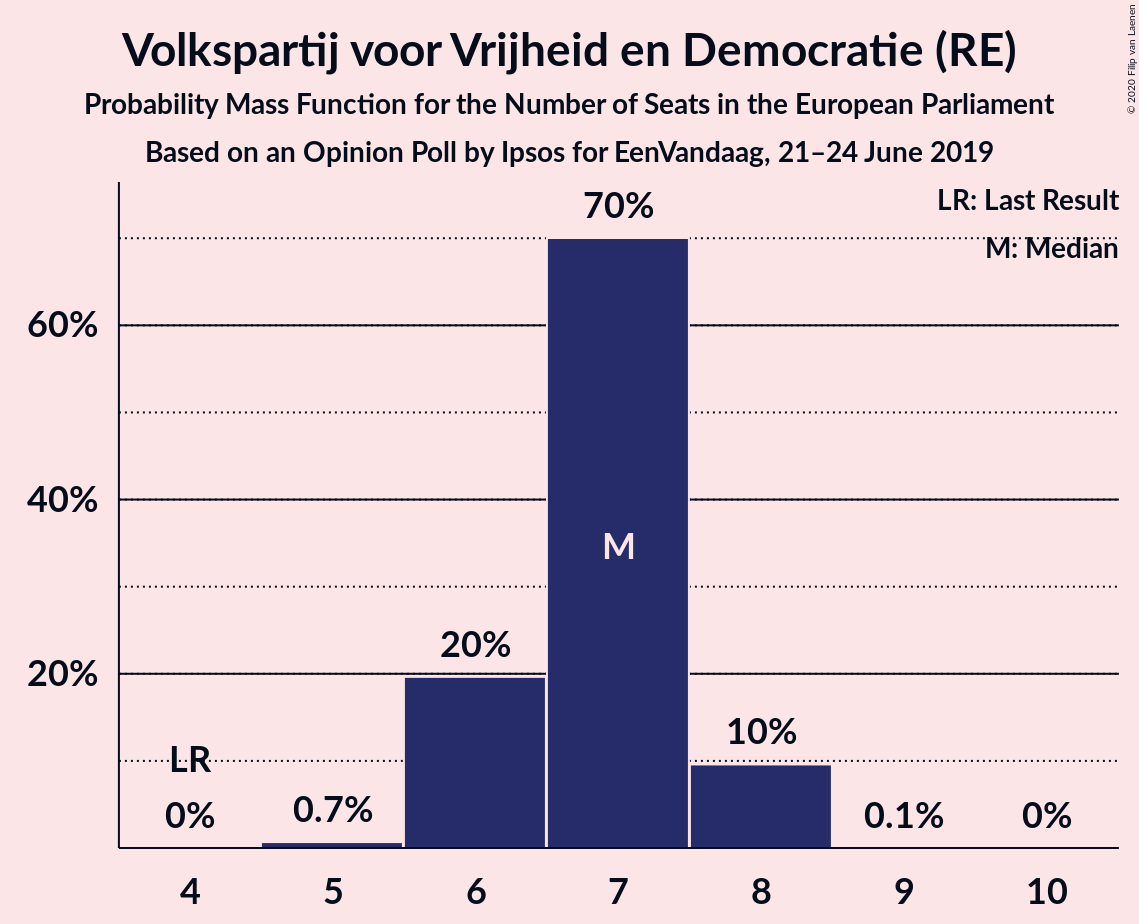 Volkspartij voor Vrijheid en Democratie (RE)
Probability Mass Function for the Number of Seats in the European Parliament
Based on an Opinion Poll by Ipsos for EenVandaag, 21–24 June 2019
© 2020 Filip van Laenen
LR: Last Result
M: Median
60%
40%
20%
LR
0%
0.7%
20%
70%
M
10%
0.1%
0%
4
5
6
7
8
9
10